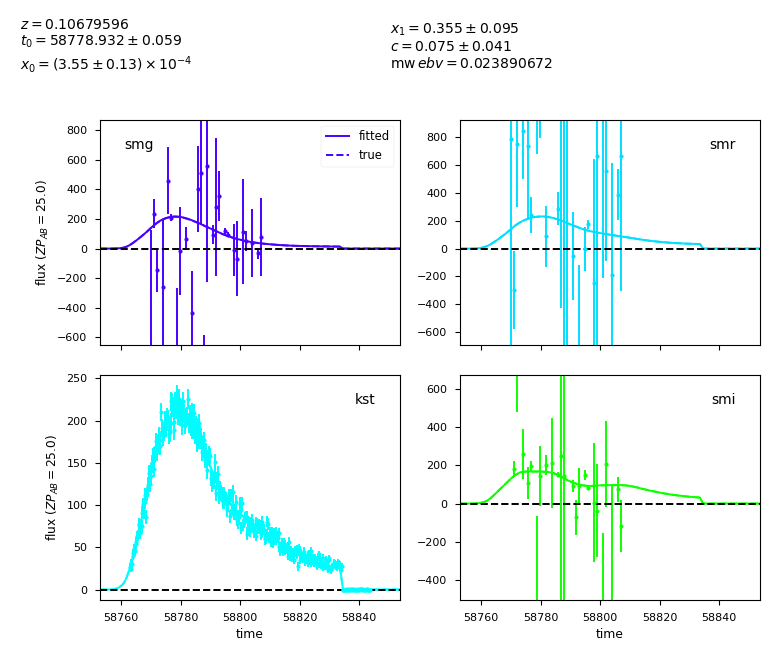 z = 0.10679596
t₀ = 58778.932 ± 0.059
x₀ = (3.55 ± 0.13) × 10⁻⁴
x₁ = 0.355 ± 0.095
c = 0.075 ± 0.041
mw ebv = 0.023890672
800
600
400
200
0
−200
−400
−600
flux (ZP_AB = 25.0)
smg
fitted
true
800
600
400
200
0
−200
−400
−600
smr
250
200
150
100
50
0
flux (ZP_AB = 25.0)
kst
58760 58780 58800 58820 58840
time
600
400
200
0
−200
−400
smi
58760 58780 58800 58820 58840
time